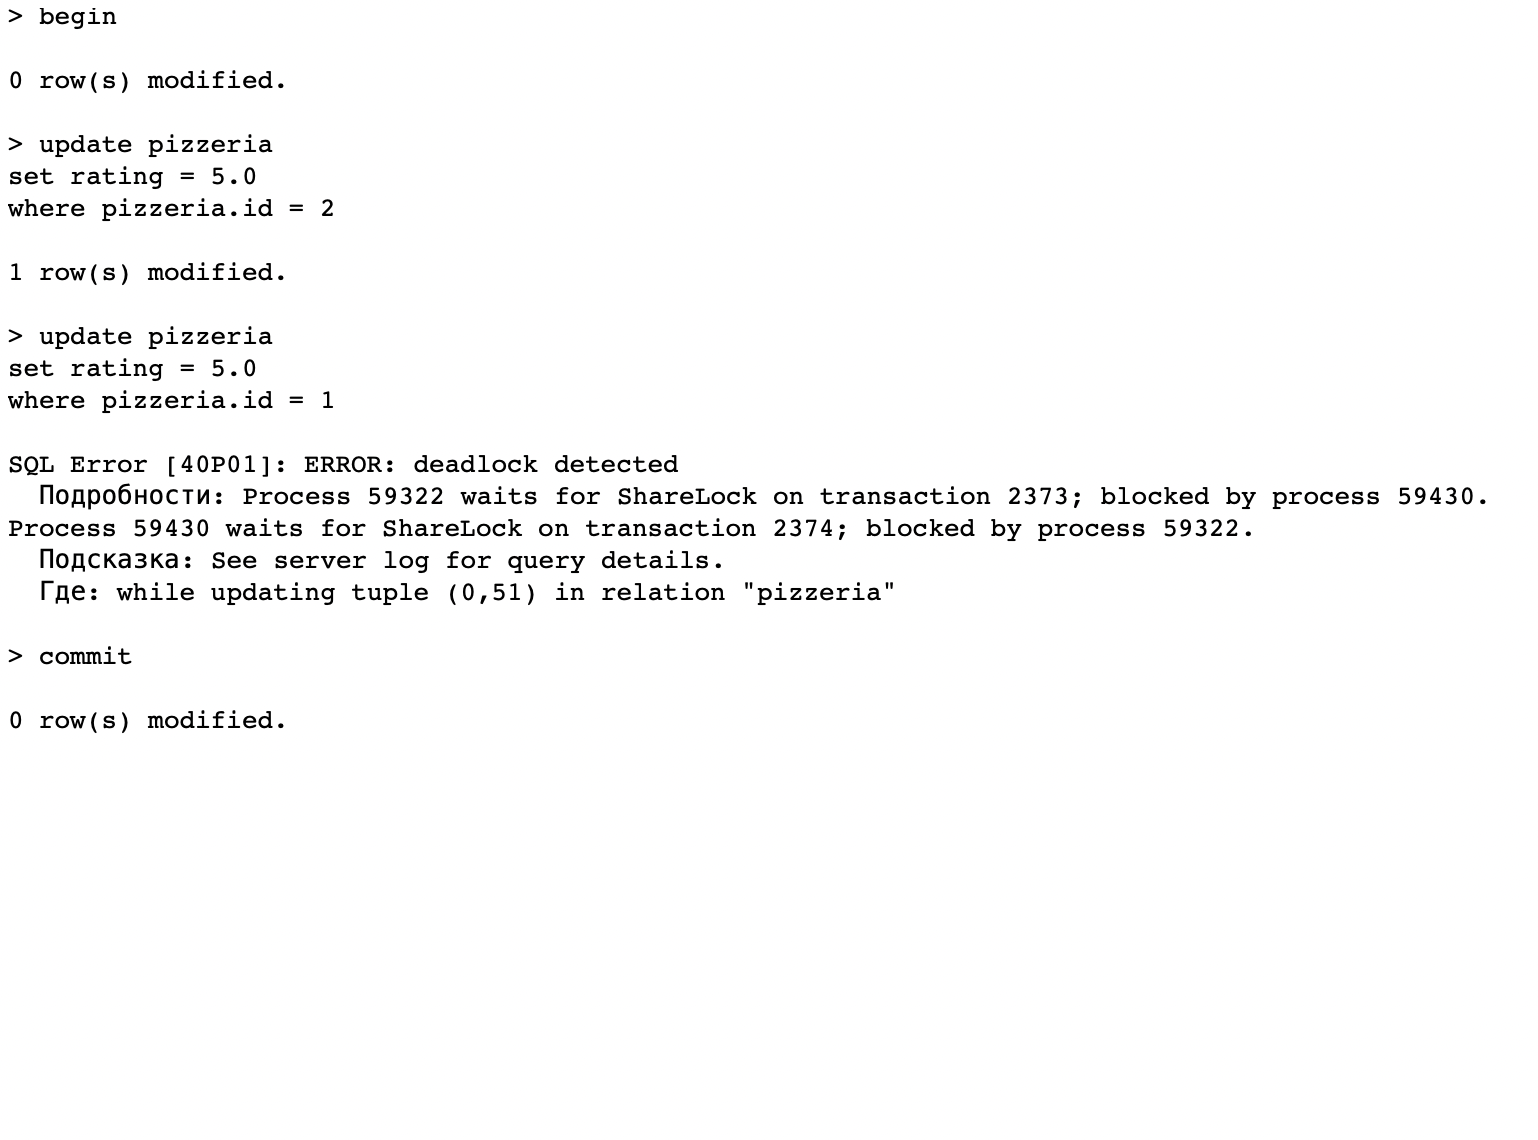 > begin
0 row(s) modified.
> update pizzeria
set rating = 5.0
where pizzeria.id = 2
1 row(s) modified.
> update pizzeria
set rating = 5.0
where pizzeria.id = 1
SQL Error [40P01]: ERROR: deadlock detected
  Подробности: Process 59322 waits for ShareLock on transaction 2373; blocked by process 59430.
Process 59430 waits for ShareLock on transaction 2374; blocked by process 59322.
  Подсказка: See server log for query details.
  Где: while updating tuple (0,51) in relation "pizzeria"
> commit
0 row(s) modified.